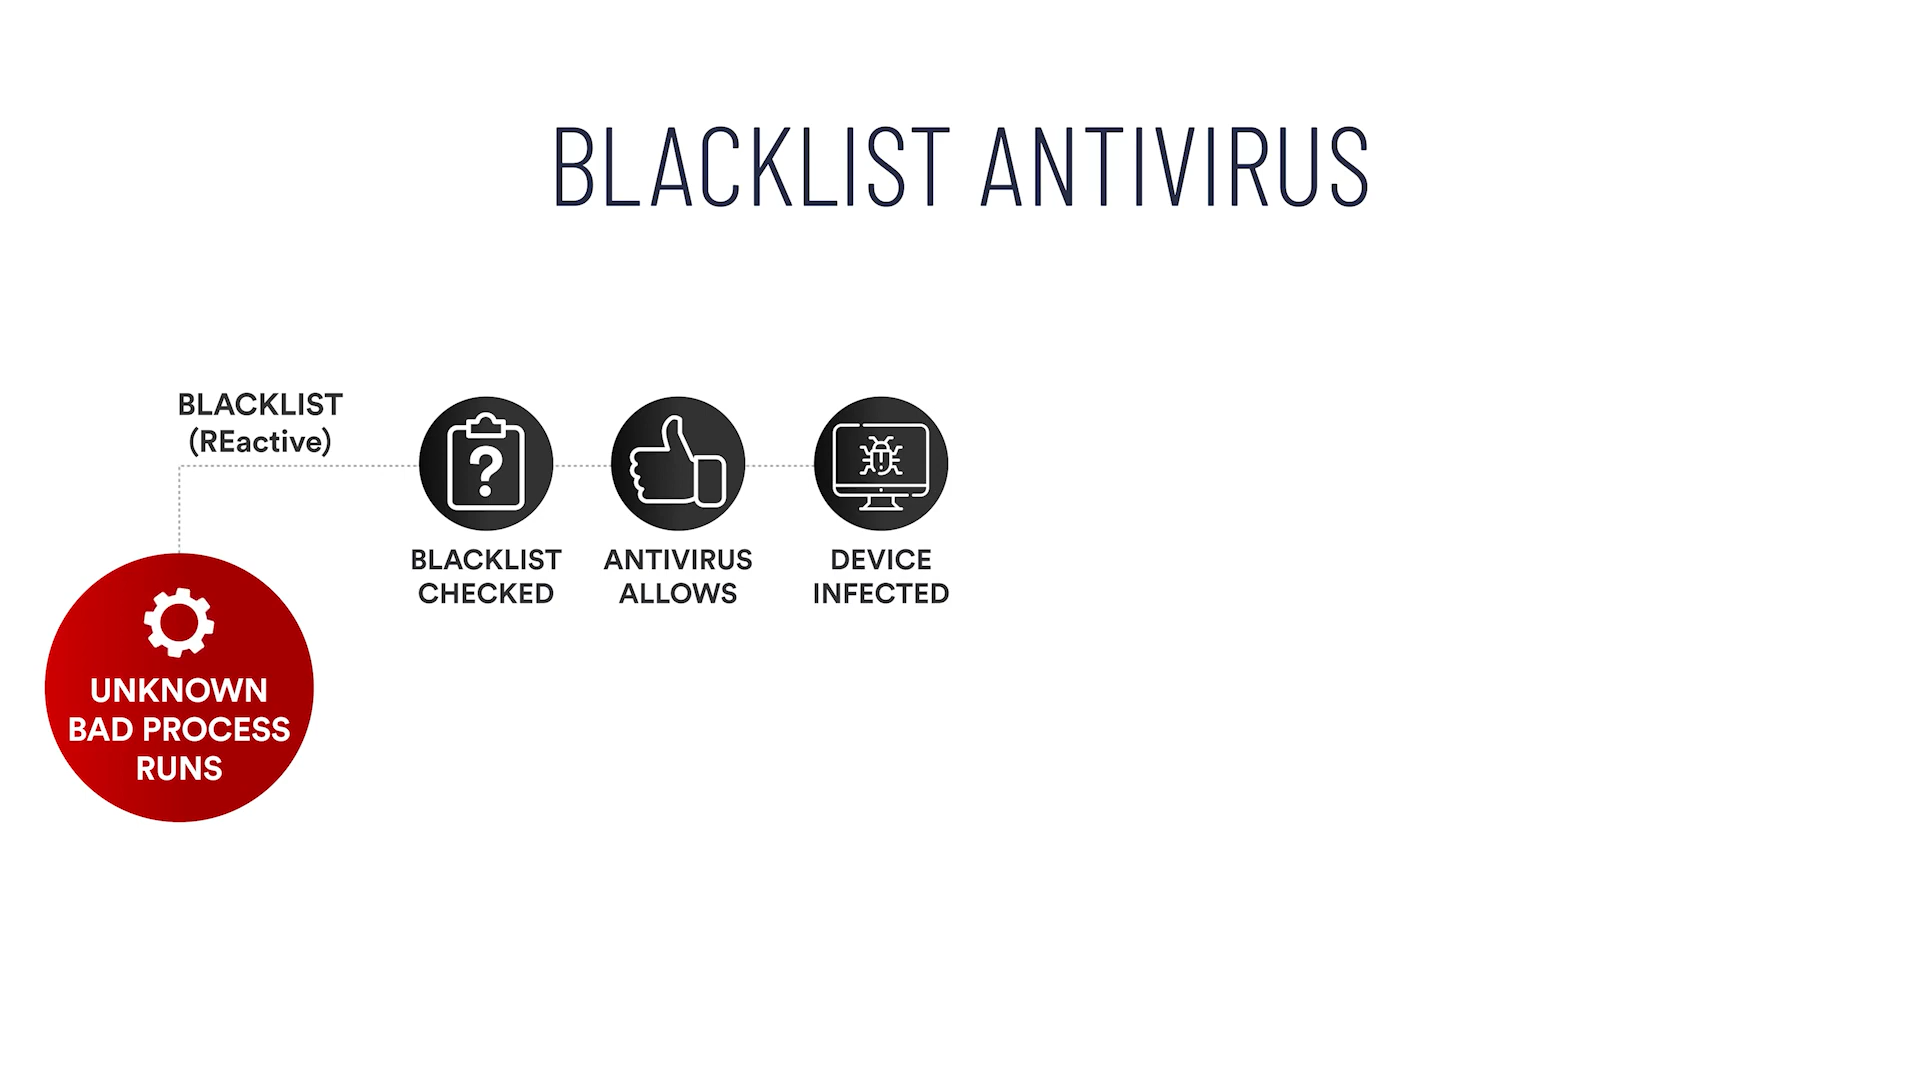 BLACKLIST ANTIVIRUS
BLACKLIST
(REactive)
BLACKLIST
CHECKED
ANTIVIRUS
ALLOWS
DEVICE
INFECTED
UNKNOWN
BAD PROCESS
RUNS